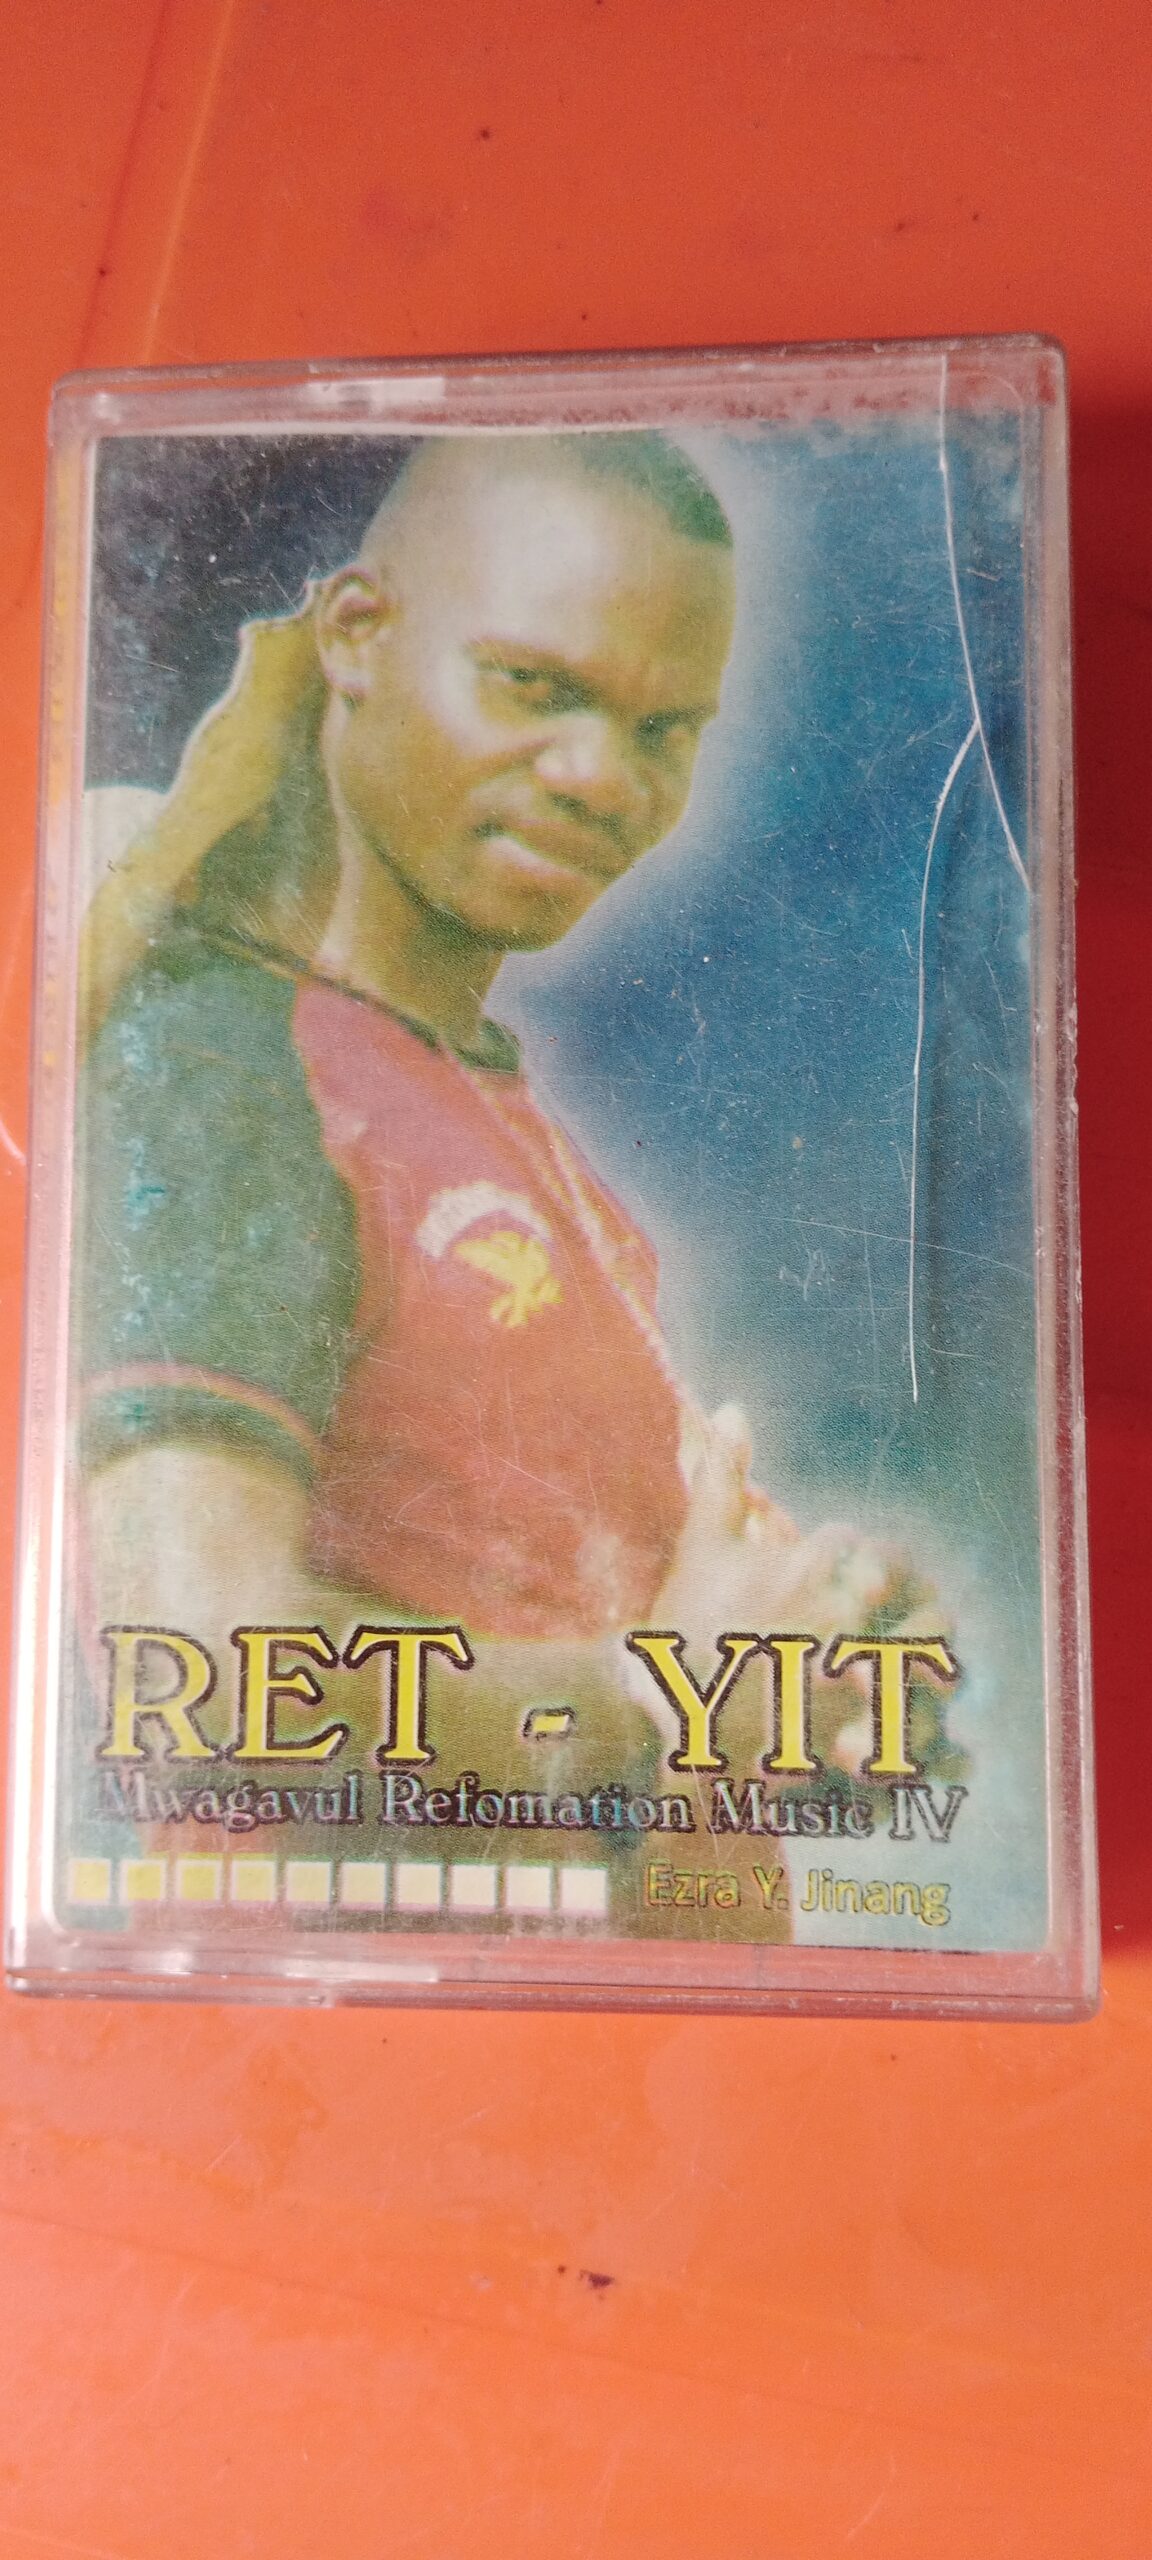 RET - YIT
Mwagavul Refomation Music IV
Ezra Y. Jinang